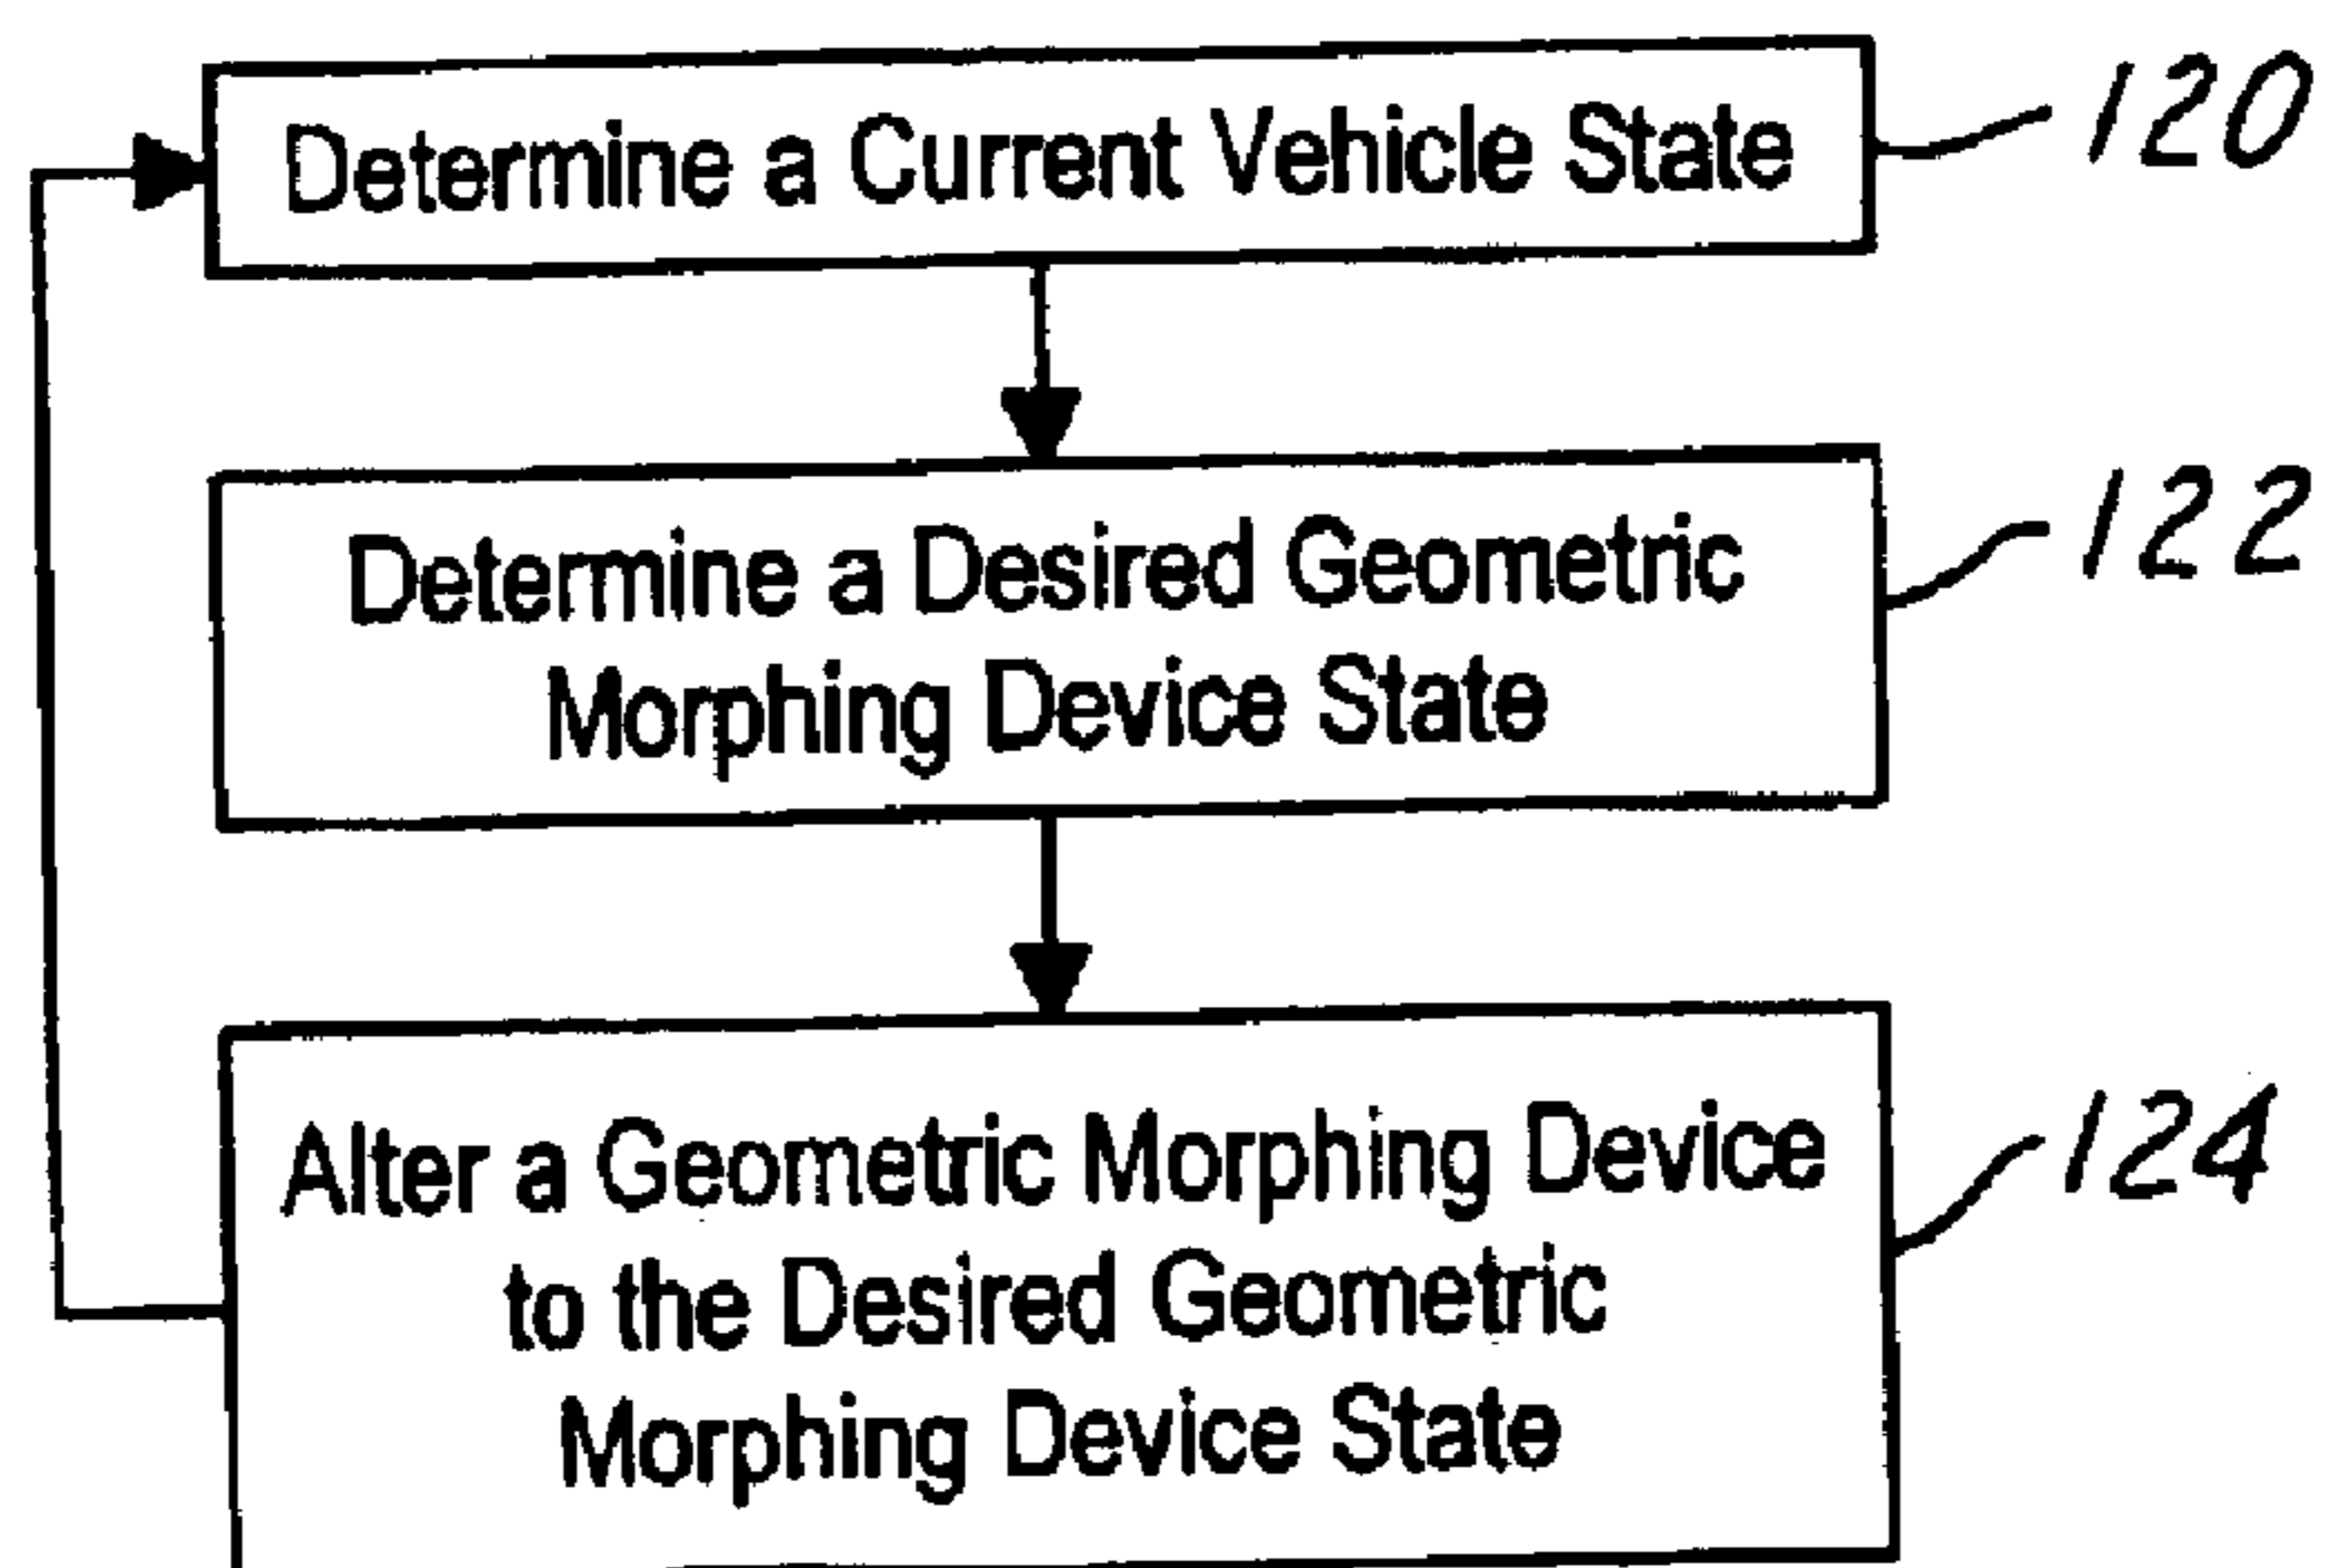 Determine a Current Vehicle State
120
Determine a Desired Geometric
Morphing Device State
122
Alter a Geometric Morphing Device
to the Desired Geometric
Morphing Device State
124